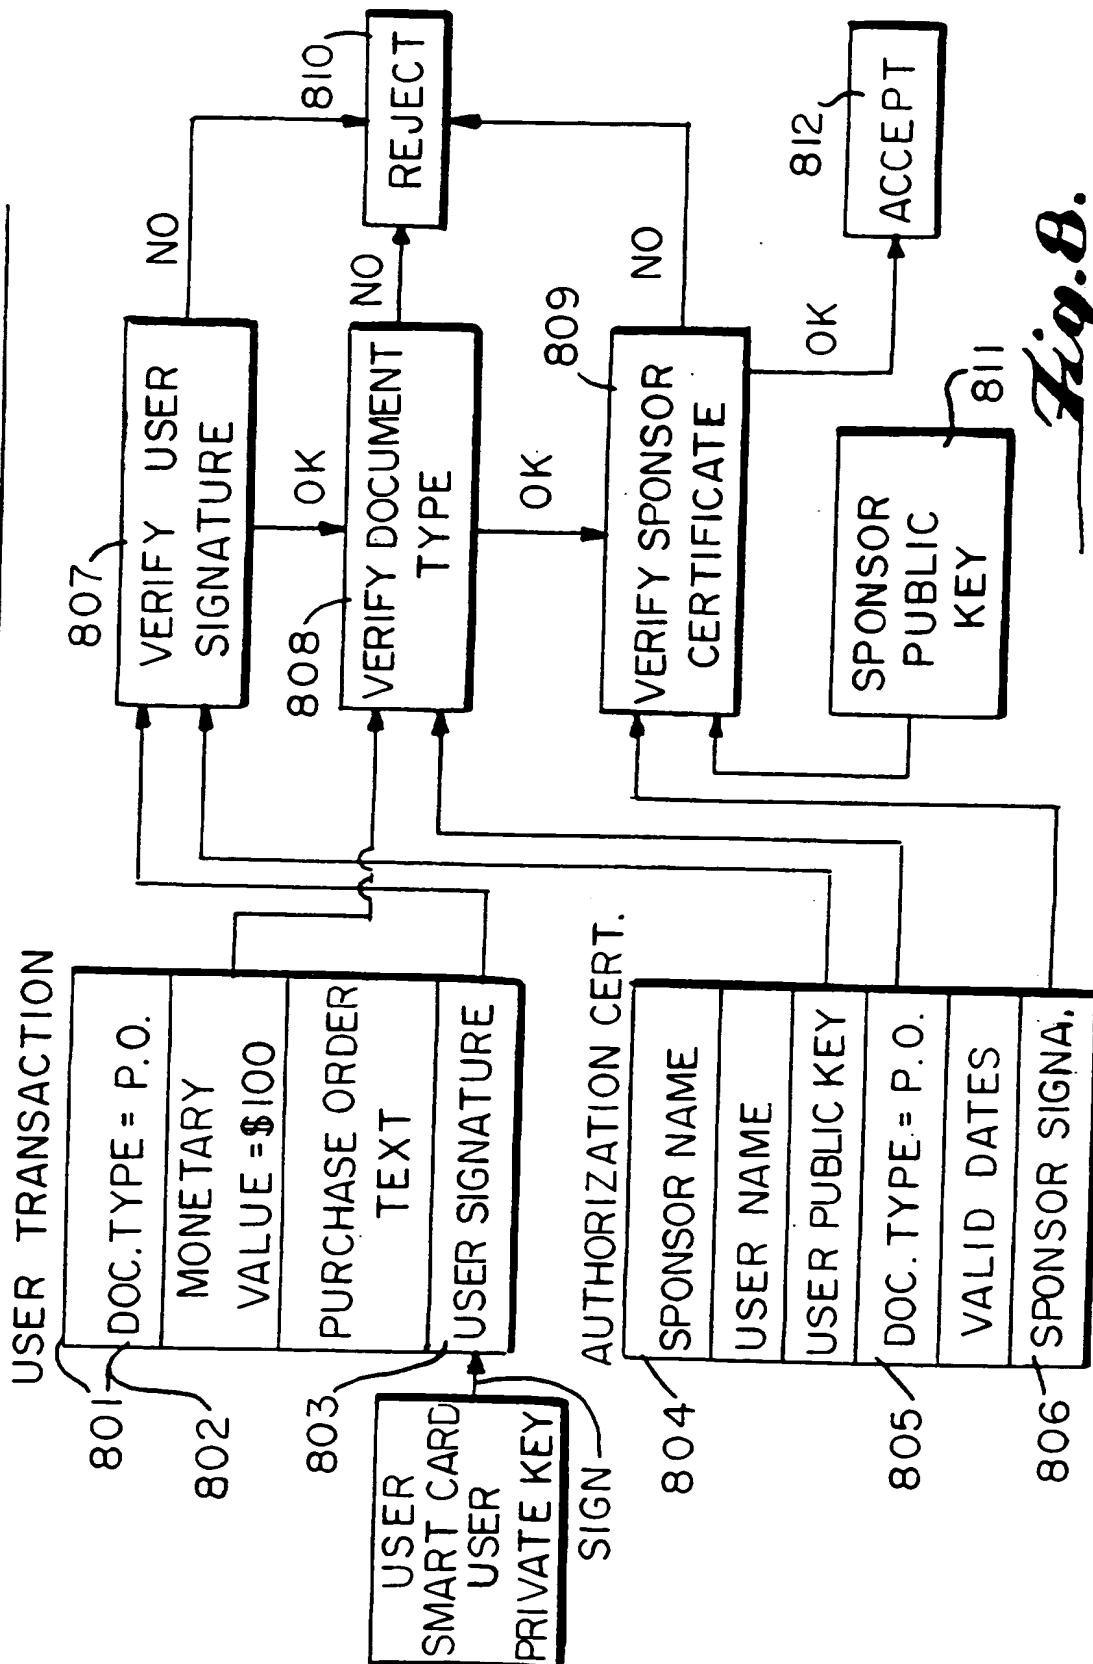 USER TRANSACTION
801
DOC. TYPE = P.O.
802
MONETARY
VALUE = $100
PURCHASE ORDER
TEXT
803
USER SIGNATURE
USER
SMART CARD
USER
PRIVATE KEY
SIGN
AUTHORIZATION CERT.
804
SPONSOR NAME
USER NAME
USER PUBLIC KEY
805
DOC. TYPE = P.O.
VALID DATES
806
SPONSOR SIGNA.
807
VERIFY USER
SIGNATURE
NO
OK
808
VERIFY DOCUMENT
TYPE
NO
OK
809
VERIFY SPONSOR
CERTIFICATE
NO
OK
SPONSOR
PUBLIC
KEY
811
810
REJECT
812
ACCEPT
Fig. 8.